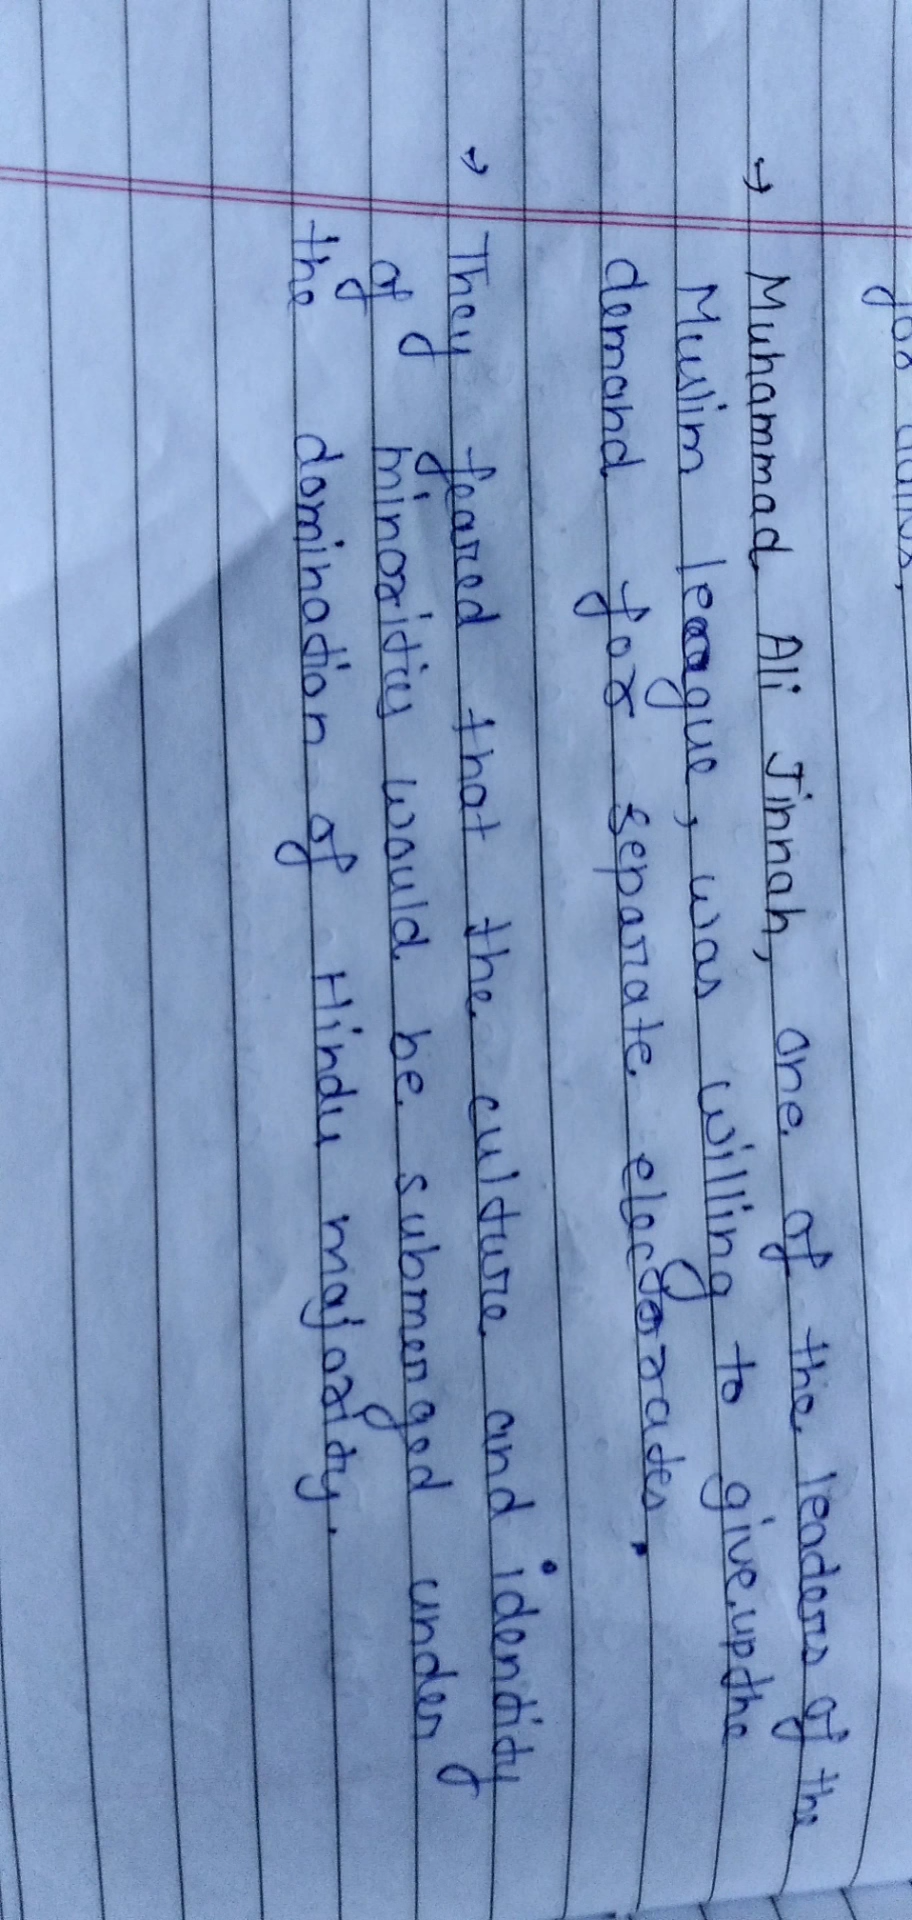 → Muhammad Ali Jinnah, one of the leaders of the
Muslim league, was willing to give up the
demand for separate electorates.
→ They feared that the culture and identity
of minorities would be submerged under
the domination of Hindu majority.